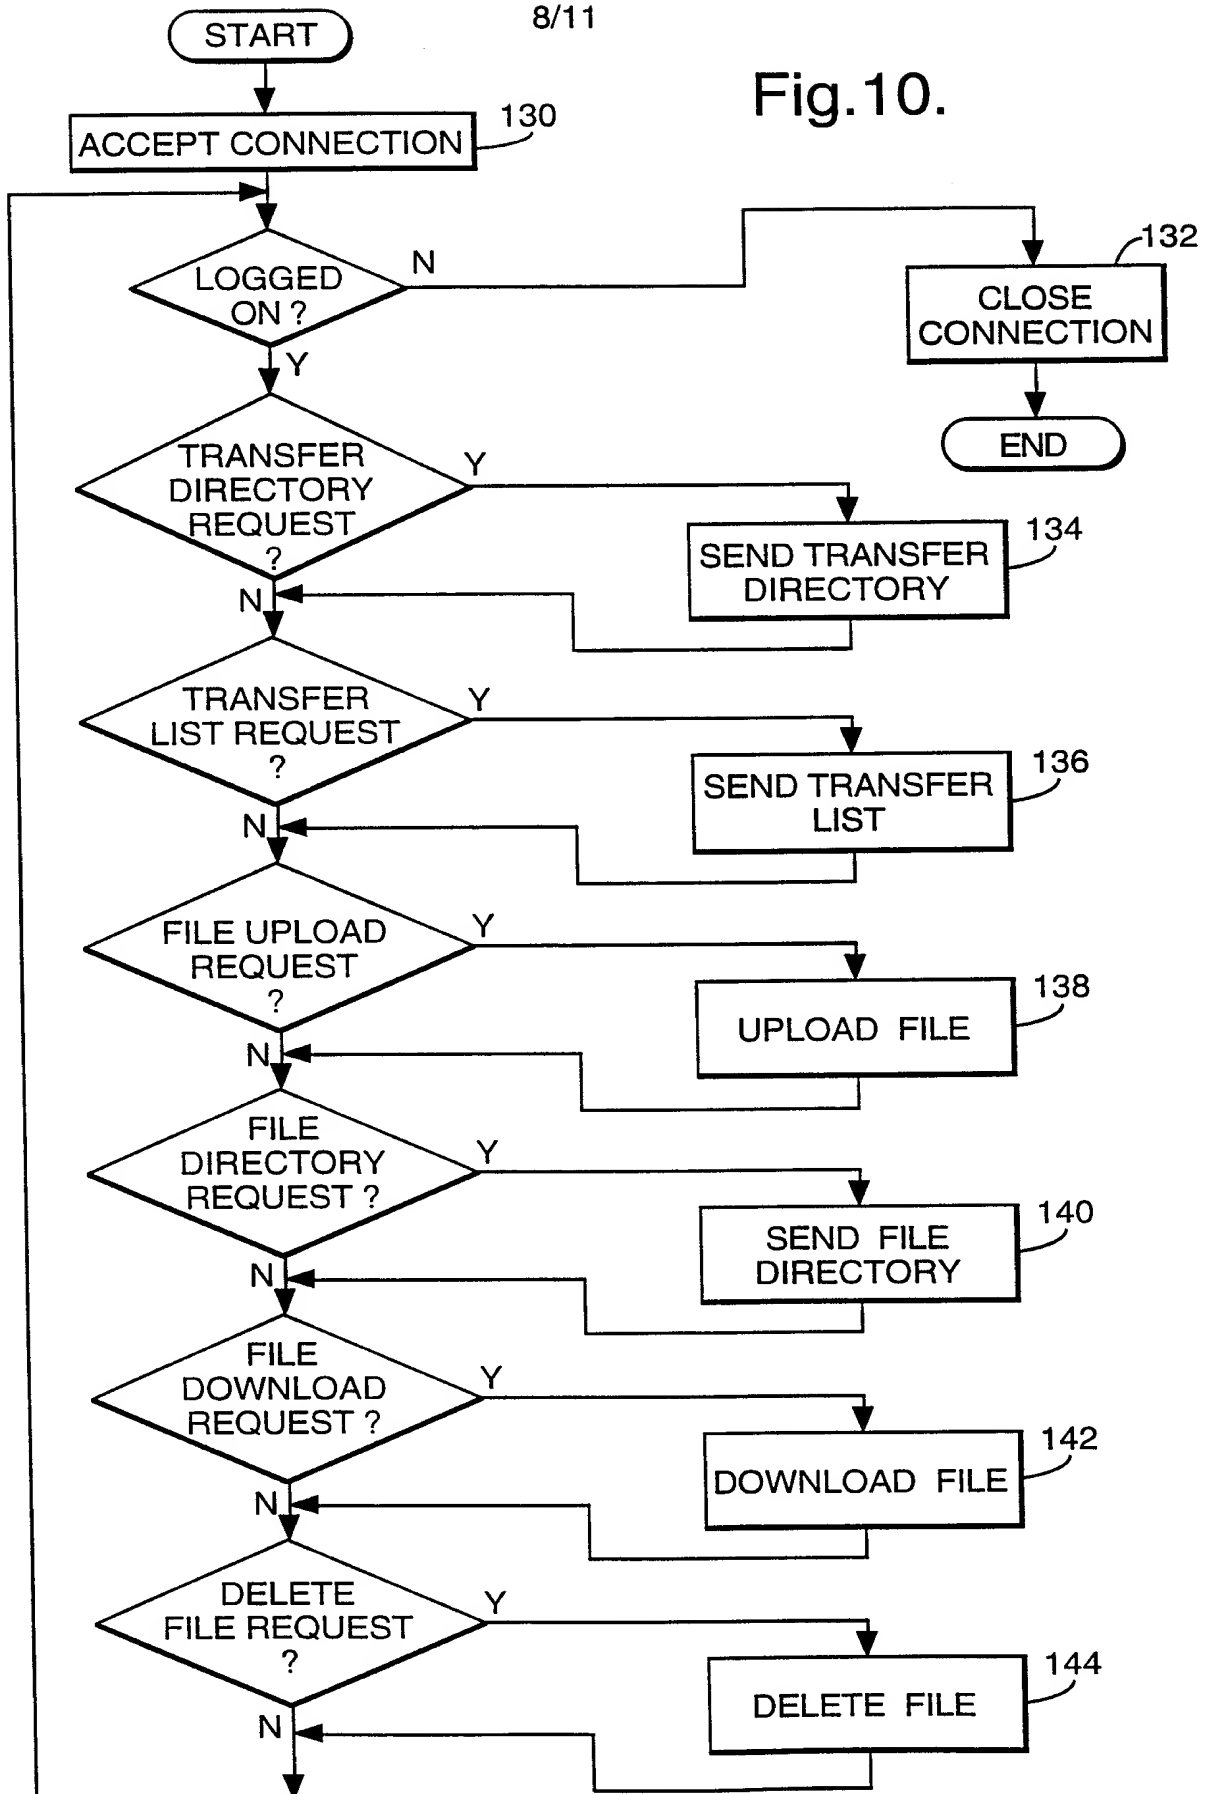 8/11
START
Fig.10.
ACCEPT CONNECTION
130
LOGGED
ON ?
N
Y
132
CLOSE
CONNECTION
END
TRANSFER
DIRECTORY
REQUEST
?
Y
N
134
SEND TRANSFER
DIRECTORY
TRANSFER
LIST REQUEST
?
Y
N
136
SEND TRANSFER
LIST
FILE UPLOAD
REQUEST
?
Y
N
138
UPLOAD FILE
FILE
DIRECTORY
REQUEST ?
Y
N
140
SEND FILE
DIRECTORY
FILE
DOWNLOAD
REQUEST ?
Y
N
142
DOWNLOAD FILE
DELETE
FILE REQUEST
?
Y
N
144
DELETE FILE